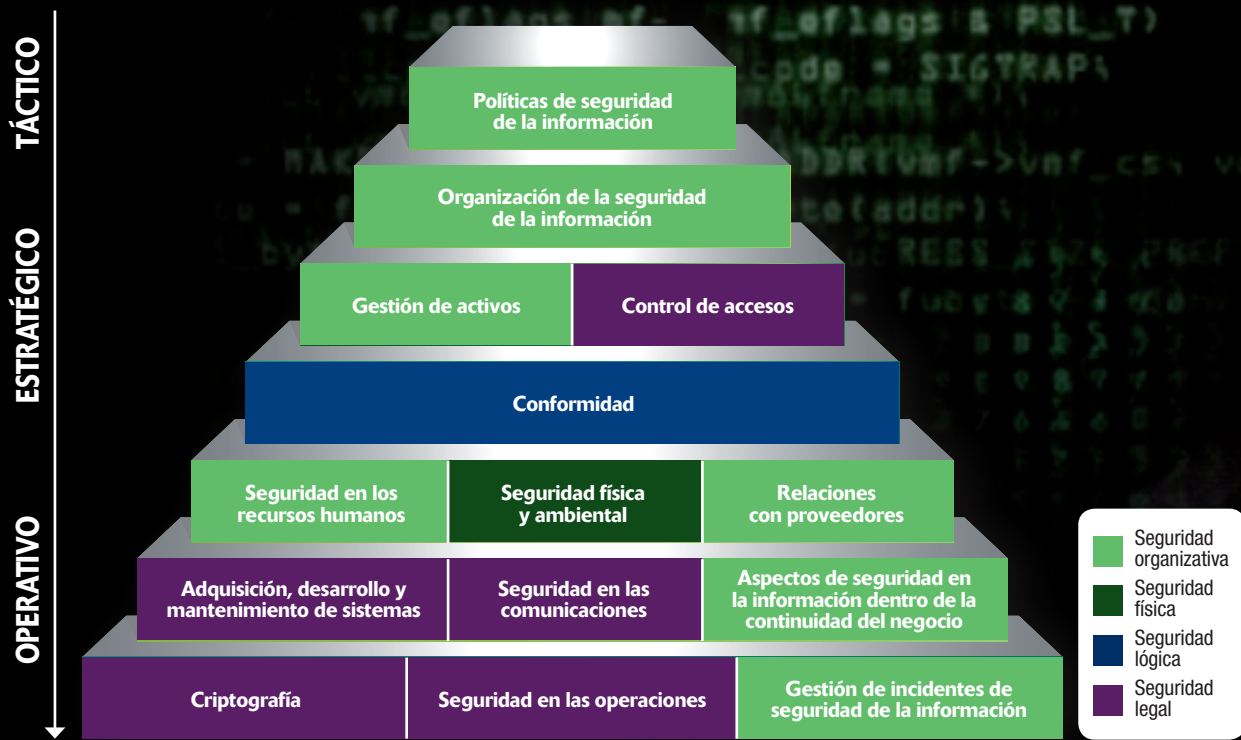 TÁCTICO
ESTRATÉGICO
OPERATIVO
Políticas de seguridad
de la información
Organización de la seguridad
de la información
Gestión de activos
Control de accesos
Conformidad
Seguridad en los
recursos humanos
Seguridad física
y ambiental
Relaciones
con proveedores
Adquisición, desarrollo y
mantenimiento de sistemas
Seguridad en las
comunicaciones
Aspectos de seguridad en
la información dentro de la
continuidad del negocio
Criptografía
Seguridad en las operaciones
Gestión de incidentes de
seguridad de la información
Seguridad
organizativa
Seguridad
física
Seguridad
lógica
Seguridad
legal
& PSL_T)
= SIGTRAP;